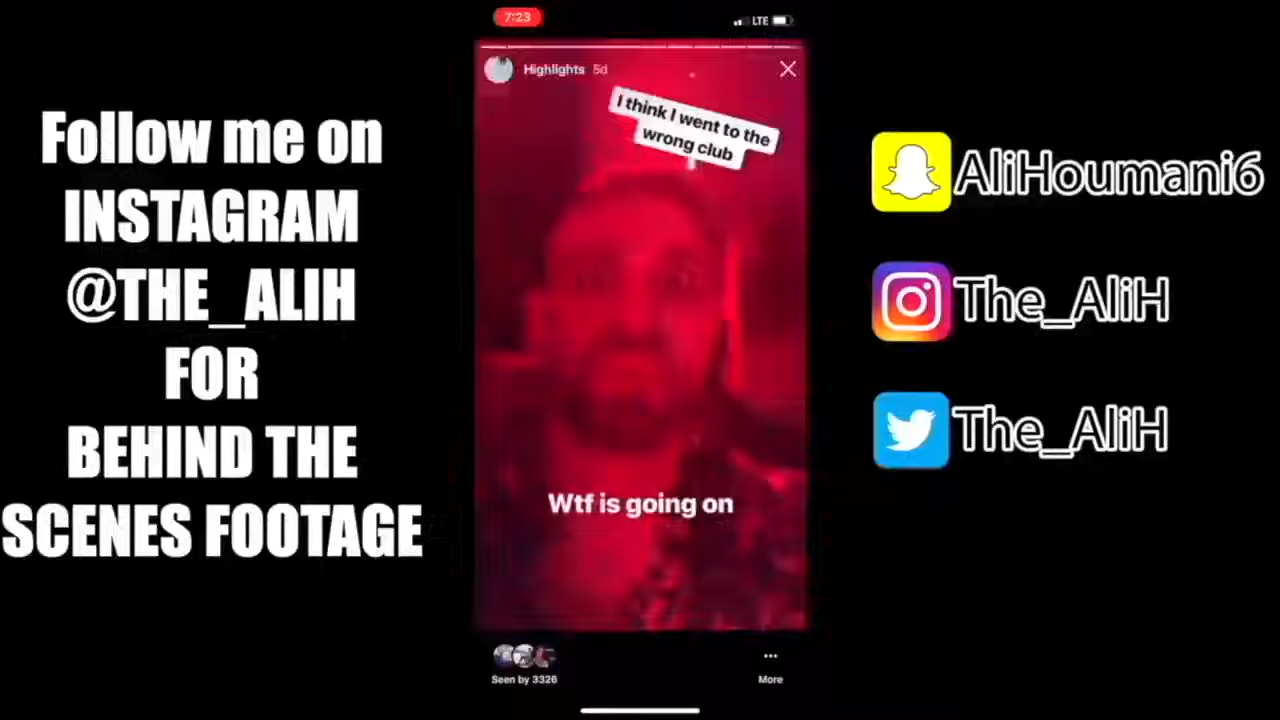 Follow me on
INSTAGRAM
@THE_ALIH
FOR
BEHIND THE
SCENES FOOTAGE
7:23
LTE
Highlights 5d
I think I went to the
wrong club
Wtf is going on
Seen by 3326
More
AliHoumani6
The_AliH
The_AliH